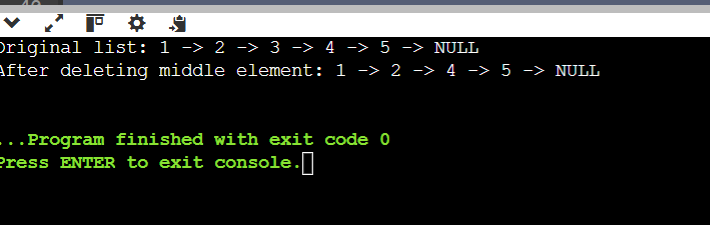 Original list: 1 -> 2 -> 3 -> 4 -> 5 -> NULL
After deleting middle element: 1 -> 2 -> 4 -> 5 -> NULL
...Program finished with exit code 0
Press ENTER to exit console.